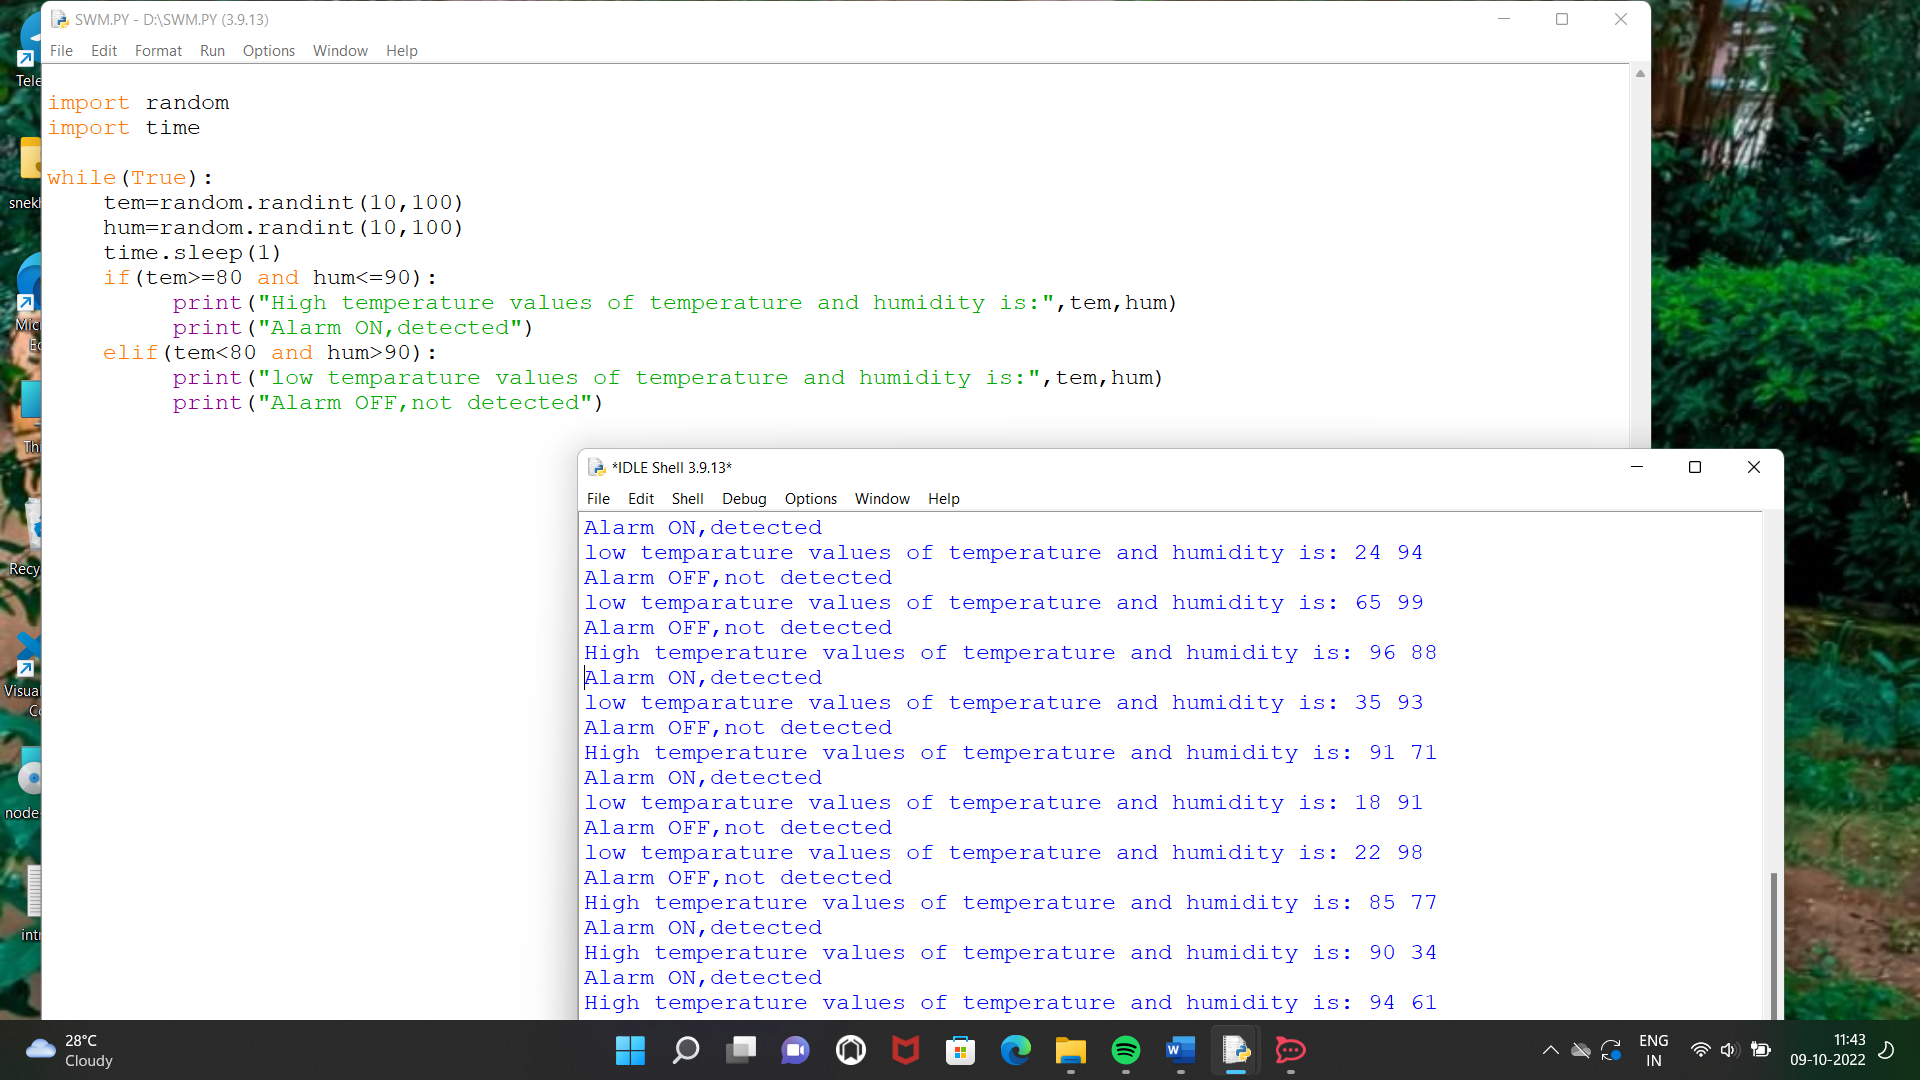 SWM.PY - D:\SWM.PY (3.9.13)
File Edit Format Run Options Window Help
import random
import time
while(True):
    tem=random.randint(10,100)
    hum=random.randint(10,100)
    time.sleep(1)
    if(tem>=80 and hum<=90):
         print("High temperature values of temperature and humidity is:",tem,hum)
         print("Alarm ON,detected")
    elif(tem<80 and hum>90):
         print("low temparature values of temperature and humidity is:",tem,hum)
         print("Alarm OFF,not detected")
*IDLE Shell 3.9.13*
File Edit Shell Debug Options Window Help
Alarm ON,detected
low temparature values of temperature and humidity is: 24 94
Alarm OFF,not detected
low temparature values of temperature and humidity is: 65 99
Alarm OFF,not detected
High temperature values of temperature and humidity is: 96 88
Alarm ON,detected
low temparature values of temperature and humidity is: 35 93
Alarm OFF,not detected
High temperature values of temperature and humidity is: 91 71
Alarm ON,detected
low temparature values of temperature and humidity is: 18 91
Alarm OFF,not detected
low temparature values of temperature and humidity is: 22 98
Alarm OFF,not detected
High temperature values of temperature and humidity is: 85 77
Alarm ON,detected
High temperature values of temperature and humidity is: 90 34
Alarm ON,detected
High temperature values of temperature and humidity is: 94 61
Tele
snekh
Mic
Ec
Th
Recy
Visual
Co
node
intr
28°C
Cloudy
W
ENG
IN
11:43
09-10-2022